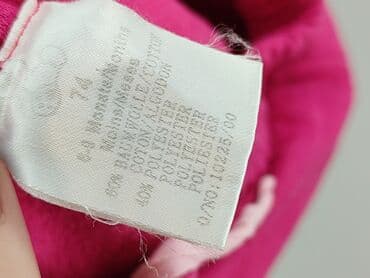 74
6-9 Monate/Months
Mois/Meses
60% BAUMWOLLE/COTTON
COTON ALGODON
40% POLYESTER
POLYESTER
POLYESTER
POLIESTER
O/NO:10225/00